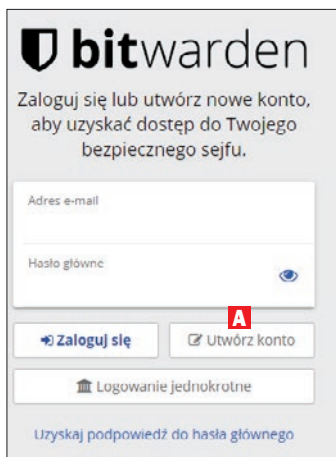 bitwarden
Zaloguj się lub utwórz nowe konto,
aby uzyskać dostęp do Twojego
bezpiecznego sejfu.
Adres e-mail
Hasło główne
A
Zaloguj się
Utwórz konto
Logowanie jednokrotne
Uzyskaj podpowiedź do hasła głównego